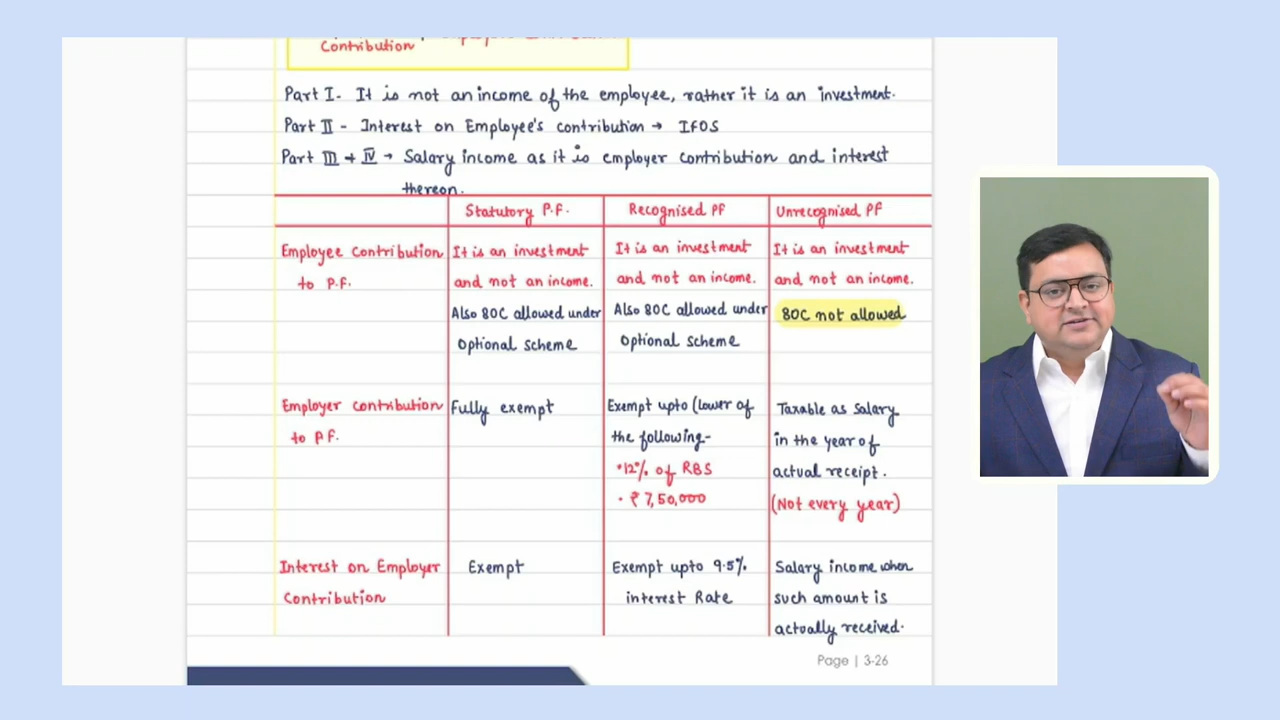 Contribution
Part I - It is not an income of the employee, rather it is an investment.
Part II - Interest on Employee's contribution → IFOS
Part III + IV → Salary income as it is employer contribution and interest
thereon.
Statutory P.F. Recognised PF Unrecognised PF
Employee Contribution It is an investment It is an investment It is an investment
to P.F. and not an income. and not an income. and not an income.
Also 80C allowed under Also 80C allowed under 80C not allowed
Optional scheme Optional scheme
Employer contribution Fully exempt Exempt upto (lower of Taxable as Salary
to PF. the following- in the year of
•12% of RBS actual receipt.
• ₹ 7,50,000 (Not every year)
Interest on Employer Exempt Exempt upto 9.5% Salary income when
Contribution interest Rate such amount is
actually received.
Page | 3-26